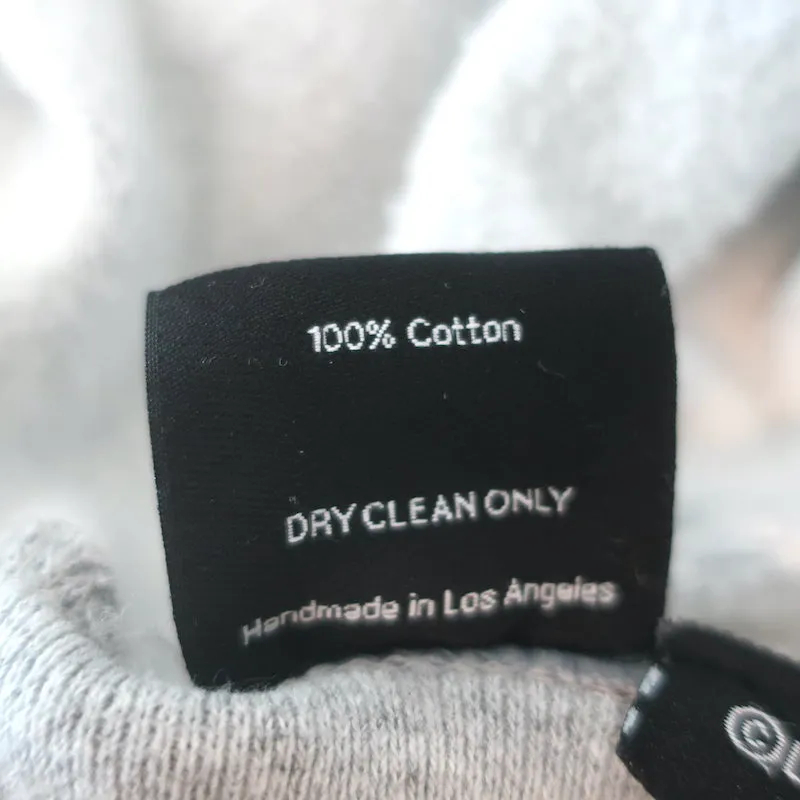 100% Cotton
DRY CLEAN ONLY
Handmade in Los Angeles
©